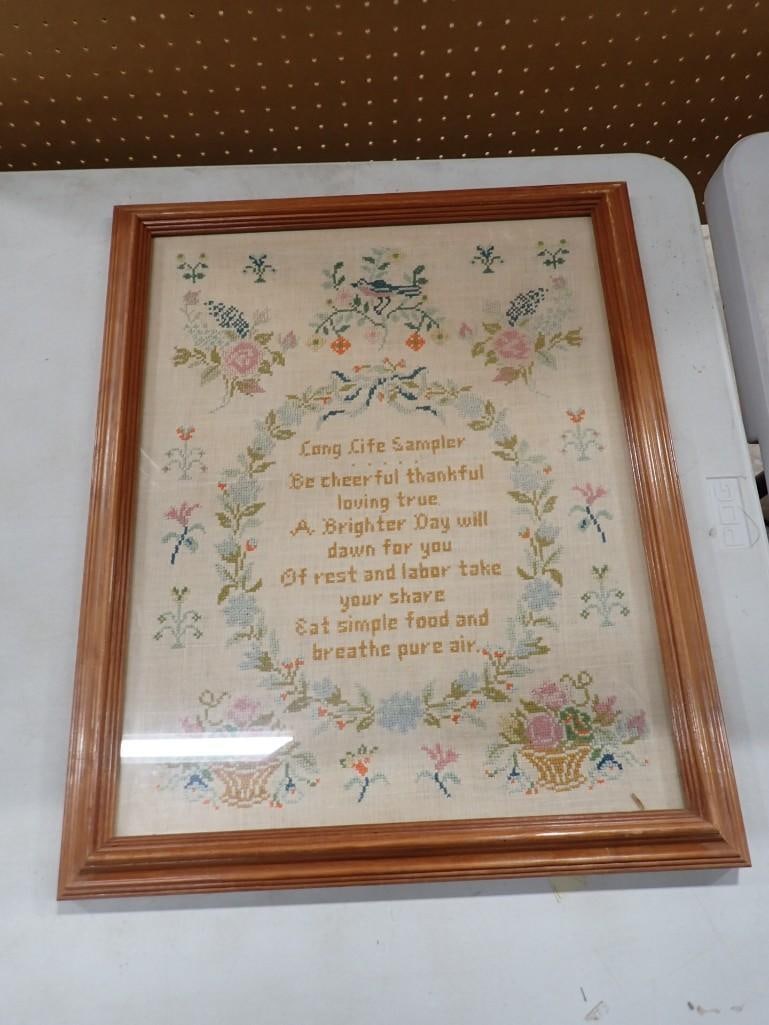 Long Life Sampler
Be cheerful thankful
loving true
A Brighter Day will
dawn for you
Of rest and labor take
your share
Eat simple food and
breathe pure air.
PDG